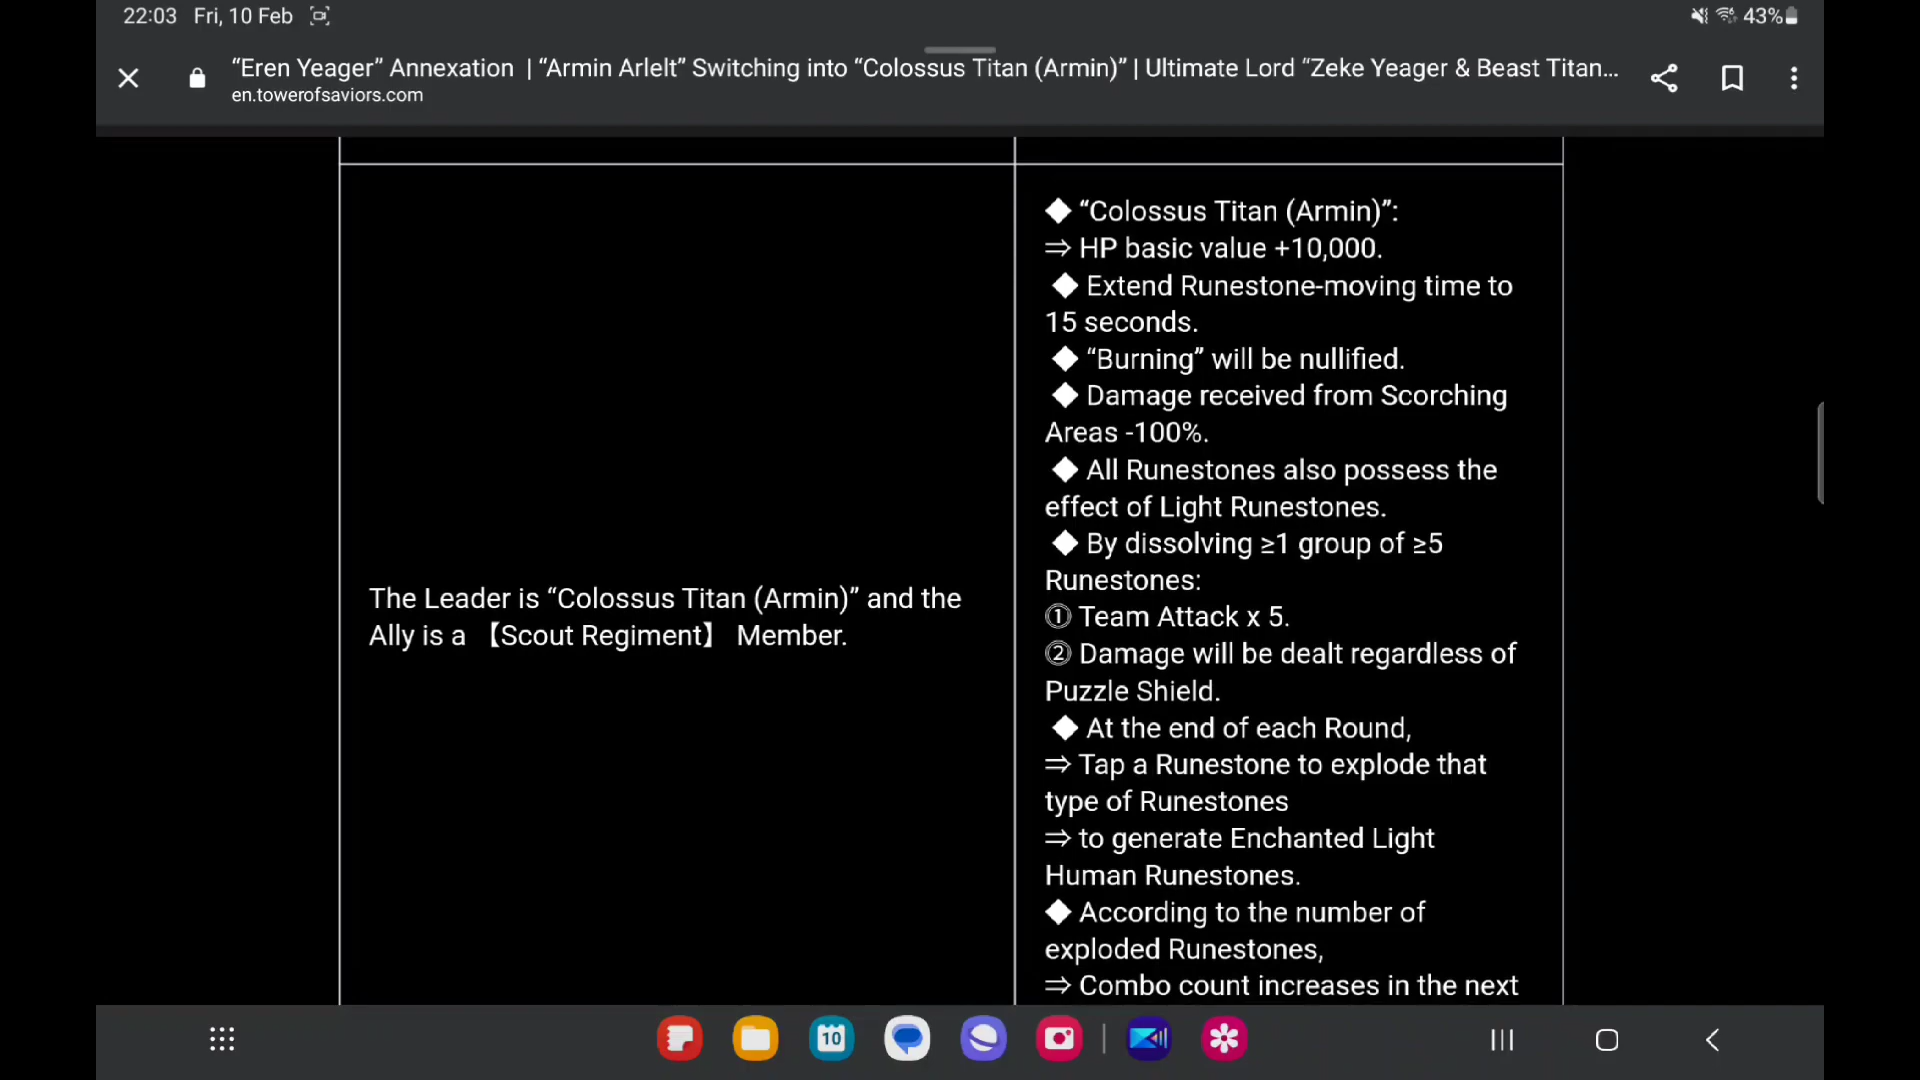 22:03 Fri, 10 Feb
43%
“Eren Yeager” Annexation | “Armin Arlelt” Switching into “Colossus Titan (Armin)” | Ultimate Lord “Zeke Yeager & Beast Titan...
en.towerofsaviors.com
The Leader is “Colossus Titan (Armin)” and the
Ally is a 【Scout Regiment】 Member.
◆ “Colossus Titan (Armin)”:
⇒ HP basic value +10,000.
◆ Extend Runestone-moving time to
15 seconds.
◆ “Burning” will be nullified.
◆ Damage received from Scorching
Areas -100%.
◆ All Runestones also possess the
effect of Light Runestones.
◆ By dissolving ≥1 group of ≥5
Runestones:
① Team Attack x 5.
② Damage will be dealt regardless of
Puzzle Shield.
◆ At the end of each Round,
⇒ Tap a Runestone to explode that
type of Runestones
⇒ to generate Enchanted Light
Human Runestones.
◆ According to the number of
exploded Runestones,
⇒ Combo count increases in the next
10